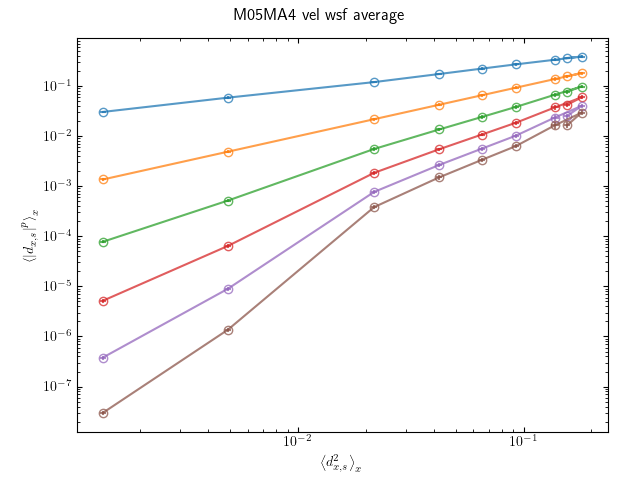 M05MA4 vel wsf average
⟨|d_{x,s}|^p⟩_x
10^{-1}
10^{-2}
10^{-3}
10^{-4}
10^{-5}
10^{-6}
10^{-7}
10^{-2} 10^{-1}
⟨d_{x,s}^2⟩_x